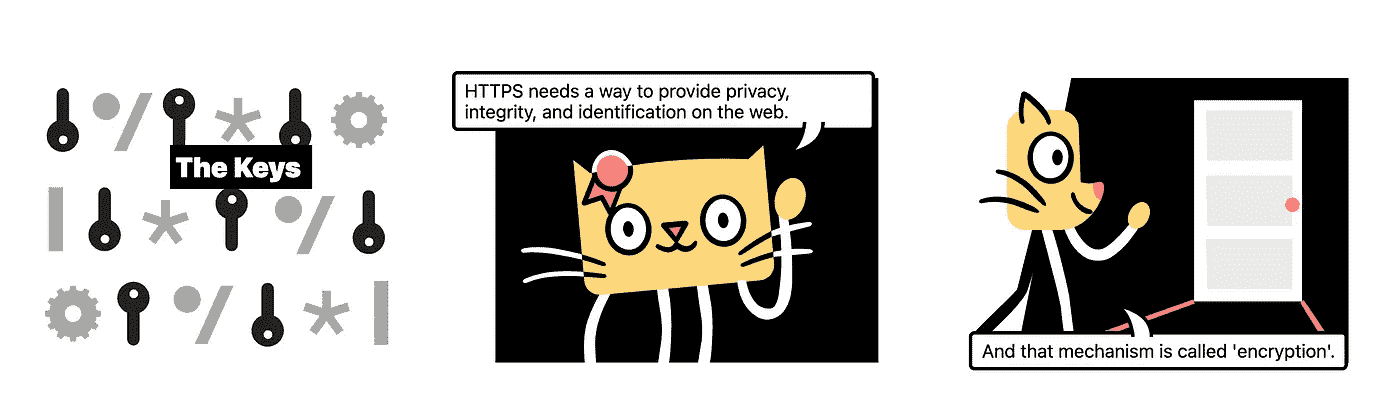 The Keys
HTTPS needs a way to provide privacy,
integrity, and identification on the web.
And that mechanism is called 'encryption'.